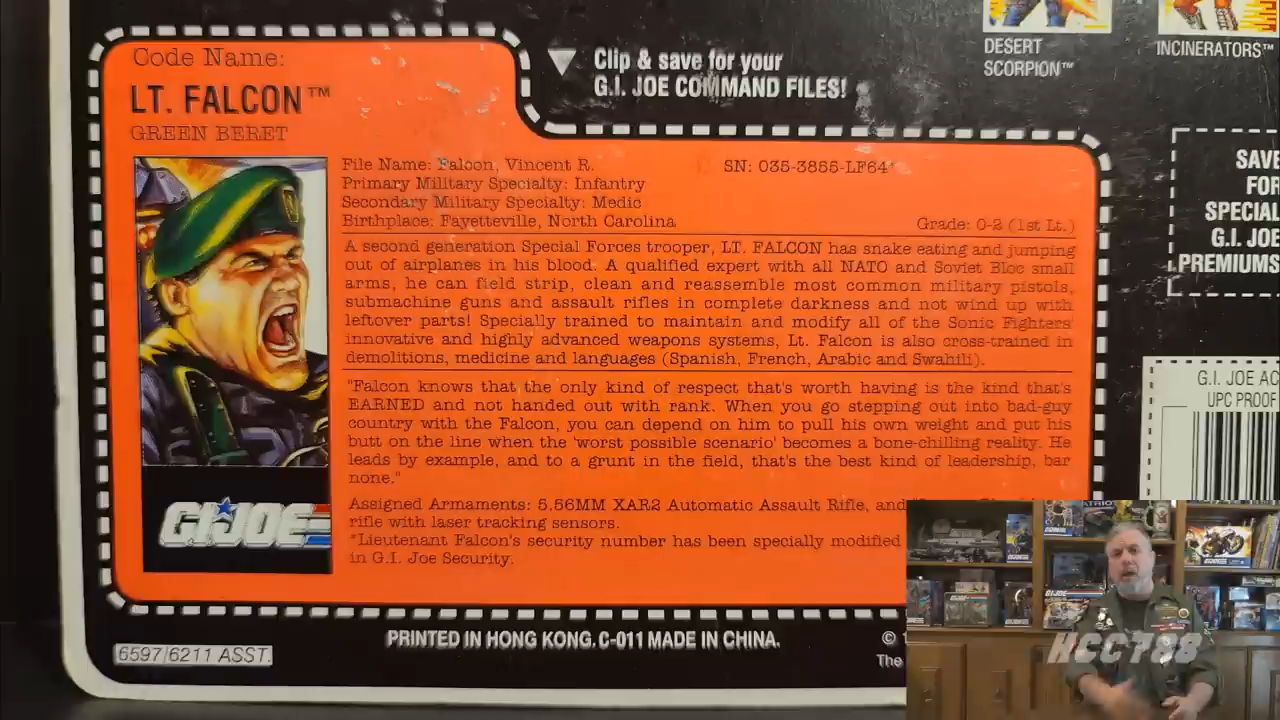 Code Name:
LT. FALCON™
GREEN BERET
Clip & save for your
G.I. JOE COMMAND FILES!
DESERT
SCORPION™
INCINERATORS™
File Name: Falcon, Vincent R.
SN: 035-3855-LF64*
Primary Military Specialty: Infantry
Secondary Military Specialty: Medic
Birthplace: Fayetteville, North Carolina
Grade: 0-2 (1st Lt.)
A second generation Special Forces trooper, LT. FALCON has snake eating and jumping
out of airplanes in his blood. A qualified expert with all NATO and Soviet Bloc small
arms, he can field strip, clean and reassemble most common military pistols,
submachine guns and assault rifles in complete darkness and not wind up with
leftover parts! Specially trained to maintain and modify all of the Sonic Fighters'
innovative and highly advanced weapons systems, Lt. Falcon is also cross-trained in
demolitions, medicine and languages (Spanish, French, Arabic and Swahili).
"Falcon knows that the only kind of respect that's worth having is the kind that's
EARNED and not handed out with rank. When you go stepping out into bad-guy
country with the Falcon, you can depend on him to pull his own weight and put his
butt on the line when the 'worst possible scenario' becomes a bone-chilling reality. He
leads by example, and to a grunt in the field, that's the best kind of leadership, bar
none."
Assigned Armaments: 5.56MM XAR2 Automatic Assault Rifle, and
rifle with laser tracking sensors.
*Lieutenant Falcon's security number has been specially modified
in G.I. Joe Security.
G.I. JOE
SAVE
FOR
SPECIAL
G.I. JOE
PREMIUMS
G.I. JOE AC
UPC PROOF
PRINTED IN HONG KONG. C-011 MADE IN CHINA.
© 1
The
6597/6211 ASST.
HCC788